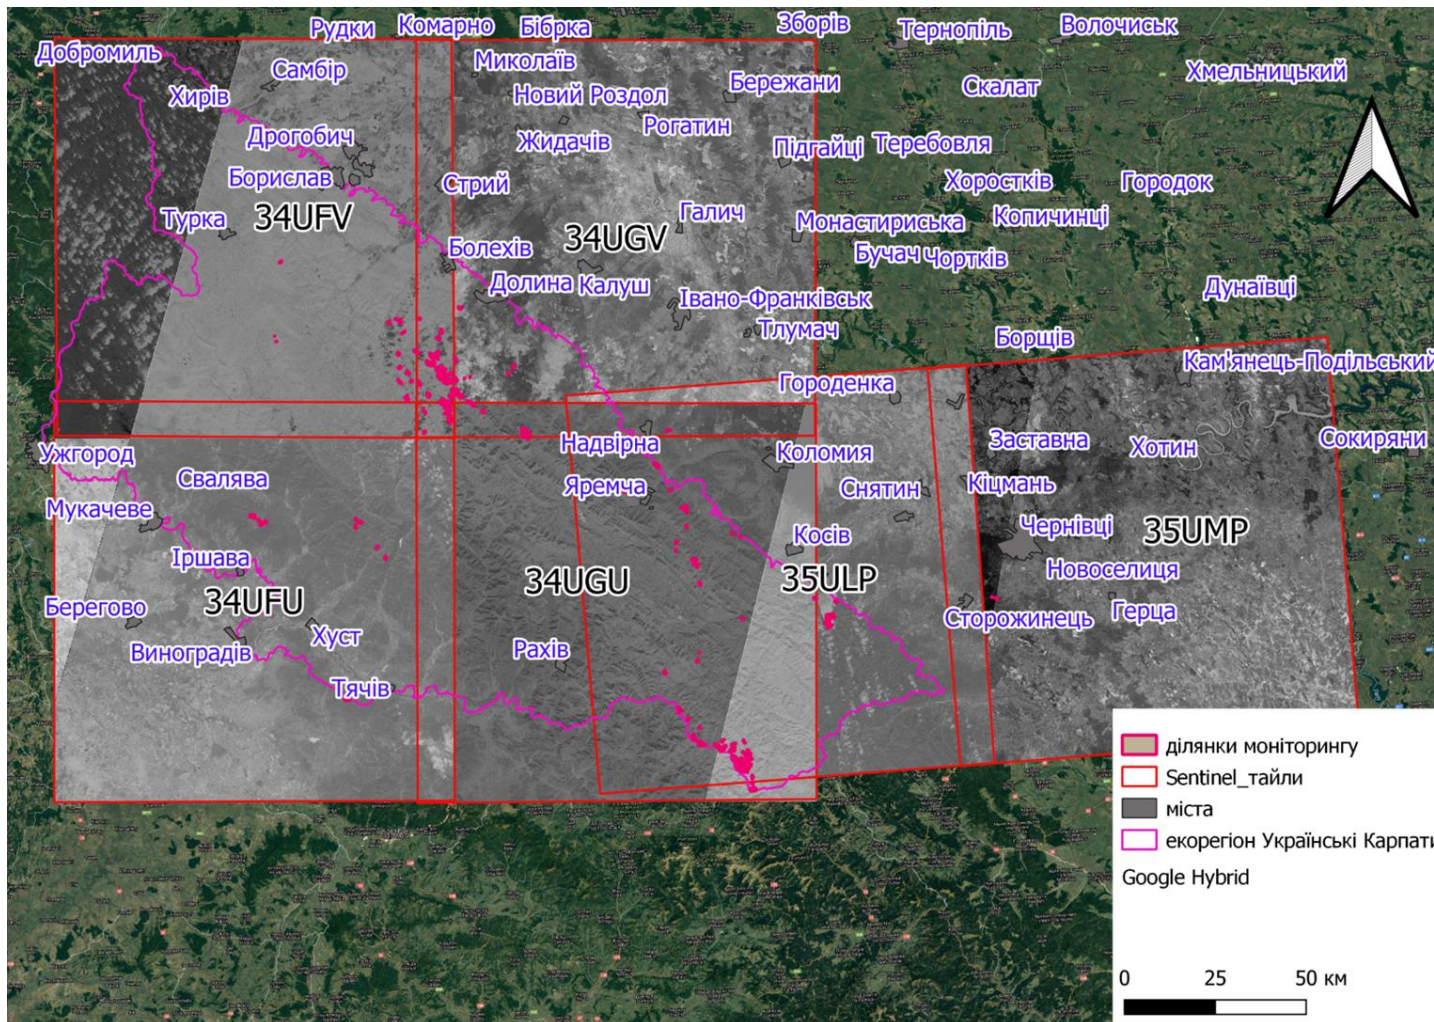 Рудки
Комарно
Бібрка
Зборів
Тернопіль
Волочиськ
Добромиль
Самбір
Миколаїв
Бережани
Скалат
Хмельницький
Хирів
Новий Роздол
Рогатин
Дрогобич
Жидачів
Підгайці
Теребовля
Борислав
Стрий
Хоростків
Городок
Турка
34UFV
Галич
Монастириська
Копичинці
34UGV
Болехів
Бучач
Чортків
Долина
Калуш
Івано-Франківськ
Дунаївці
Тлумач
Борщів
Городенка
Кам'янець-Подільський
Ужгород
Надвірна
Коломия
Заставна
Хотин
Сокиряни
Свалява
Яремча
Снятин
Кіцмань
Мукачеве
Косів
Чернівці
35UMP
Іршава
34UGU
35ULP
Новоселиця
Берегово
34UFU
Сторожинець
Герца
Виноградів
Хуст
Рахів
Тячів
ділянки моніторингу
Sentinel_тайли
міста
екорегіон Українські Карпати
Google Hybrid
0 25 50 км